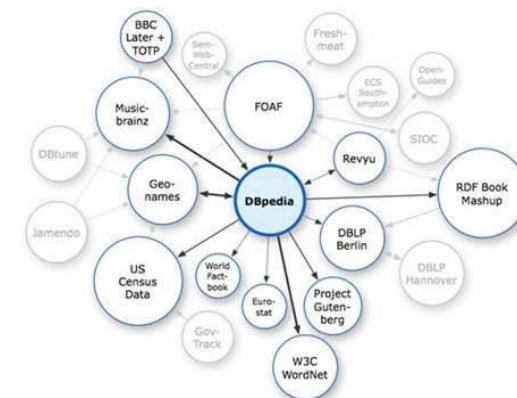 BBC
Later +
TOTP
Fresh-
meat
Sem-
Web-
Central
Open-
Guides
ECS
South-
ampton
Music-
brainz
FOAF
SIOC
DBtune
Revyu
Geo-
names
DBpedia
RDF Book
Mashup
Jamendo
DBLP
Berlin
US
Census
Data
World
Fact-
book
DBLP
Hannover
Euro-
stat
Project
Guten-
berg
Gov-
Track
W3C
WordNet